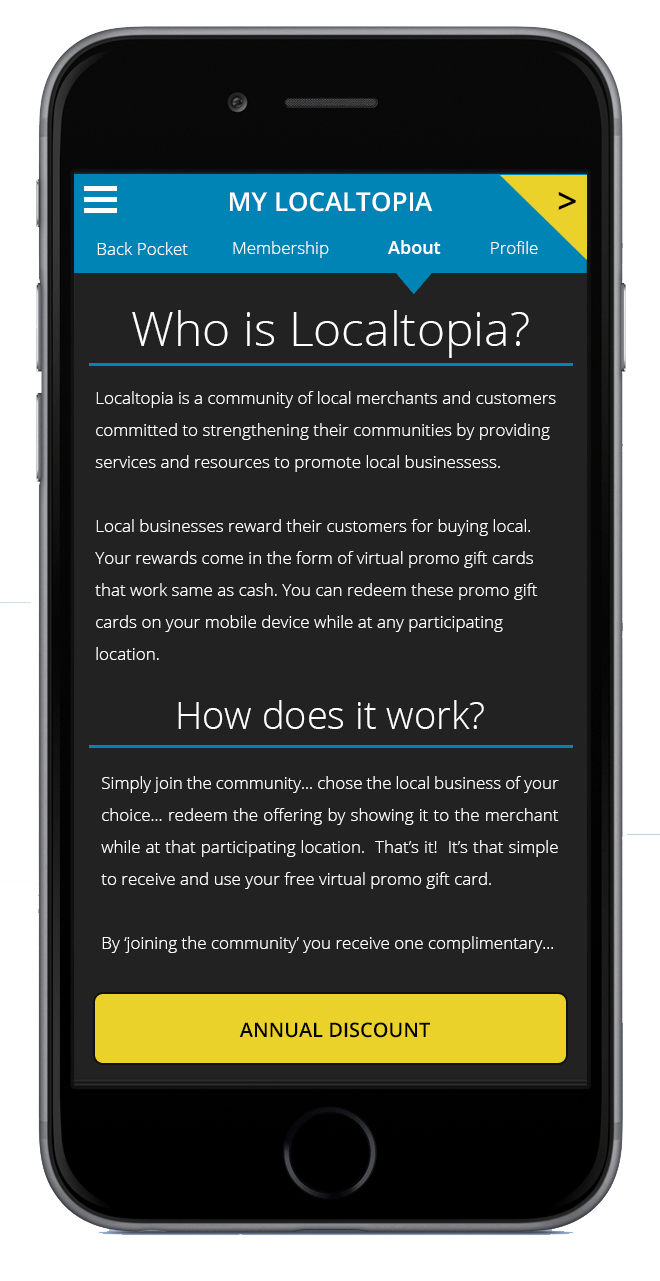 MY LOCALTOPIA
>
Back Pocket Membership About Profile
Who is Localtopia?
Localtopia is a community of local merchants and customers
committed to strengthening their communities by providing
services and resources to promote local businessess.
Local businesses reward their customers for buying local.
Your rewards come in the form of virtual promo gift cards
that work same as cash. You can redeem these promo gift
cards on your mobile device while at any participating
location.
How does it work?
Simply join the community... chose the local business of your
choice... redeem the offering by showing it to the merchant
while at that participating location.  That’s it!  It’s that simple
to receive and use your free virtual promo gift card.
By ‘joining the community’ you receive one complimentary...
ANNUAL DISCOUNT